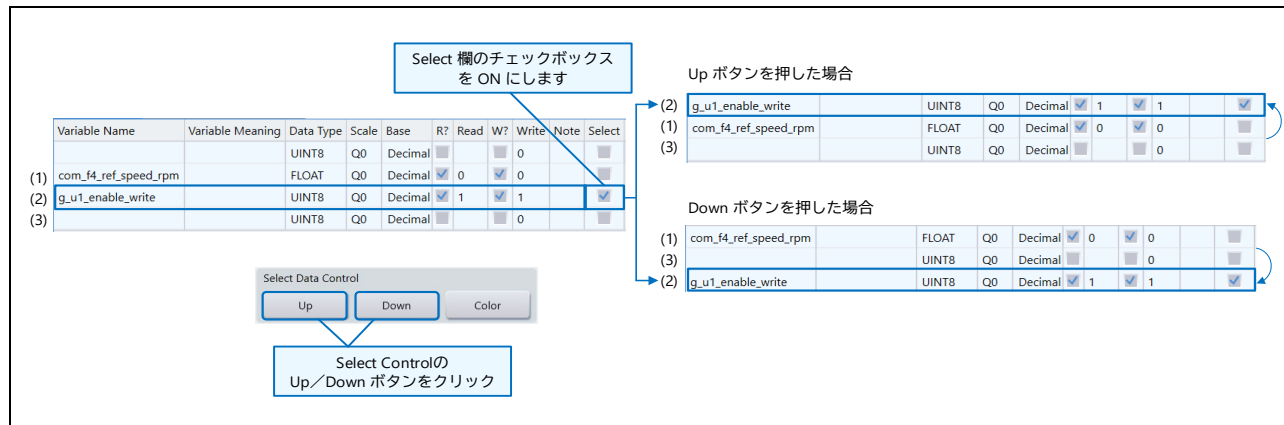 Select 欄のチェックボックス
を ON にします
Variable Name Variable Meaning Data Type Scale Base R? Read W? Write Note Select
UINT8 Q0 Decimal 0
(1) com_f4_ref_speed_rpm FLOAT Q0 Decimal 0 0
(2) g_u1_enable_write UINT8 Q0 Decimal 1 1
(3) UINT8 Q0 Decimal 0
Select Data Control
Up Down Color
Select Controlの
Up／Down ボタンをクリック
Up ボタンを押した場合
(2) g_u1_enable_write UINT8 Q0 Decimal 1 1
(1) com_f4_ref_speed_rpm FLOAT Q0 Decimal 0 0
(3) UINT8 Q0 Decimal 0
Down ボタンを押した場合
(1) com_f4_ref_speed_rpm FLOAT Q0 Decimal 0 0
(3) UINT8 Q0 Decimal 0
(2) g_u1_enable_write UINT8 Q0 Decimal 1 1